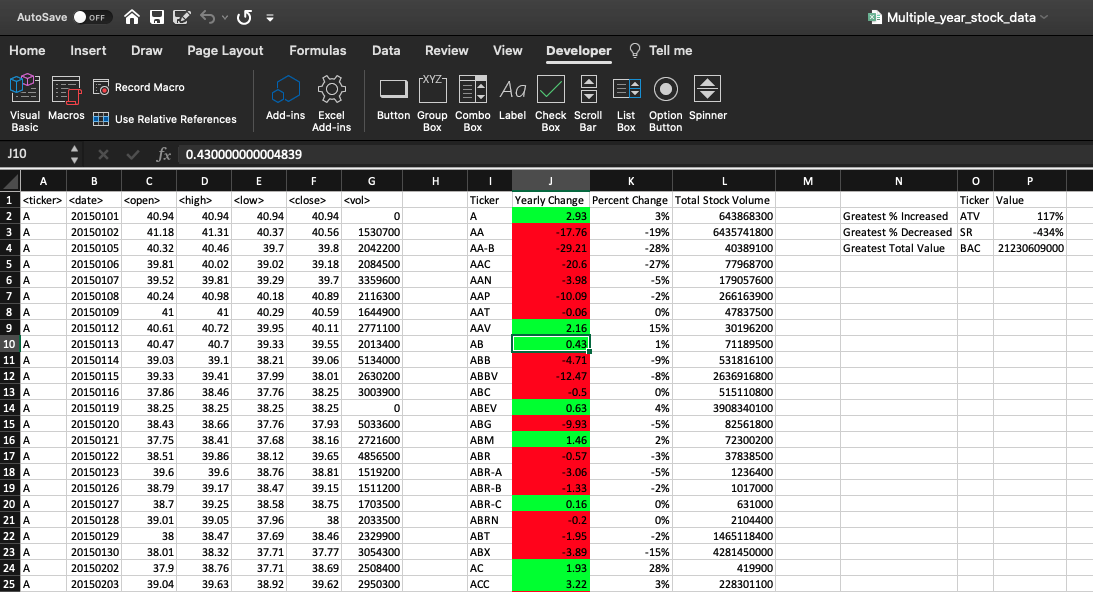 AutoSave OFF Multiple_year_stock_data
Home Insert Draw Page Layout Formulas Data Review View Developer Tell me
Visual Basic Macros Record Macro Use Relative References Add-ins Excel Add-ins Button Group Box Combo Box Label Check Box Scroll Bar List Box Option Button Spinner
XYZ Aa
J10 fx 0.430000000004839
A B C D E F G H I J K L M N O P
1 <ticker> <date> <open> <high> <low> <close> <vol> Ticker Yearly Change Percent Change Total Stock Volume Ticker Value
2 A 20150101 40.94 40.94 40.94 40.94 0 A 2.93 3% 643868300 Greatest % Increased ATV 117%
3 A 20150102 41.18 41.31 40.37 40.56 1530700 AA -17.76 -19% 6435741800 Greatest % Decreased SR -434%
4 A 20150105 40.32 40.46 39.7 39.8 2042200 AA-B -29.21 -28% 40389100 Greatest Total Value BAC 21230609000
5 A 20150106 39.81 40.02 39.02 39.18 2084500 AAC -20.6 -27% 77968700
6 A 20150107 39.52 39.81 39.29 39.7 3359600 AAN -3.98 -5% 179057600
7 A 20150108 40.24 40.98 40.18 40.89 2116300 AAP -10.09 -2% 266163900
8 A 20150109 41 41 40.29 40.59 1644900 AAT -0.06 0% 47837500
9 A 20150112 40.61 40.72 39.95 40.11 2771100 AAV 2.16 15% 30196200
10 A 20150113 40.47 40.7 39.33 39.55 2013400 AB 0.43 1% 71189500
11 A 20150114 39.03 39.1 38.21 39.06 5134000 ABB -4.71 -9% 531816100
12 A 20150115 39.33 39.41 37.99 38.01 2630200 ABBV -12.47 -8% 2636916800
13 A 20150116 37.86 38.46 37.76 38.25 3003900 ABC -0.5 0% 515110800
14 A 20150119 38.25 38.25 38.25 38.25 0 ABEV 0.63 4% 3908340100
15 A 20150120 38.43 38.66 37.76 37.93 5033600 ABG -9.93 -5% 82561800
16 A 20150121 37.75 38.41 37.68 38.16 2721600 ABM 1.46 2% 72300200
17 A 20150122 38.51 39.86 38.12 39.65 4856500 ABR -0.57 -3% 37838500
18 A 20150123 39.6 39.6 38.76 38.81 1519200 ABR-A -3.06 -5% 1236400
19 A 20150126 38.79 39.17 38.47 39.15 1511200 ABR-B -1.33 -2% 1017000
20 A 20150127 38.7 39.25 38.58 38.75 1703500 ABR-C 0.16 0% 631000
21 A 20150128 39.01 39.05 37.96 38 2033500 ABRN -0.2 0% 2104400
22 A 20150129 38 38.47 37.69 38.46 2329900 ABT -1.95 -2% 1465118400
23 A 20150130 38.01 38.32 37.71 37.77 3054300 ABX -3.89 -15% 4281450000
24 A 20150202 37.9 38.76 37.71 38.69 2508400 AC 1.93 28% 419900
25 A 20150203 39.04 39.63 38.92 39.62 2950300 ACC 3.22 3% 228301100